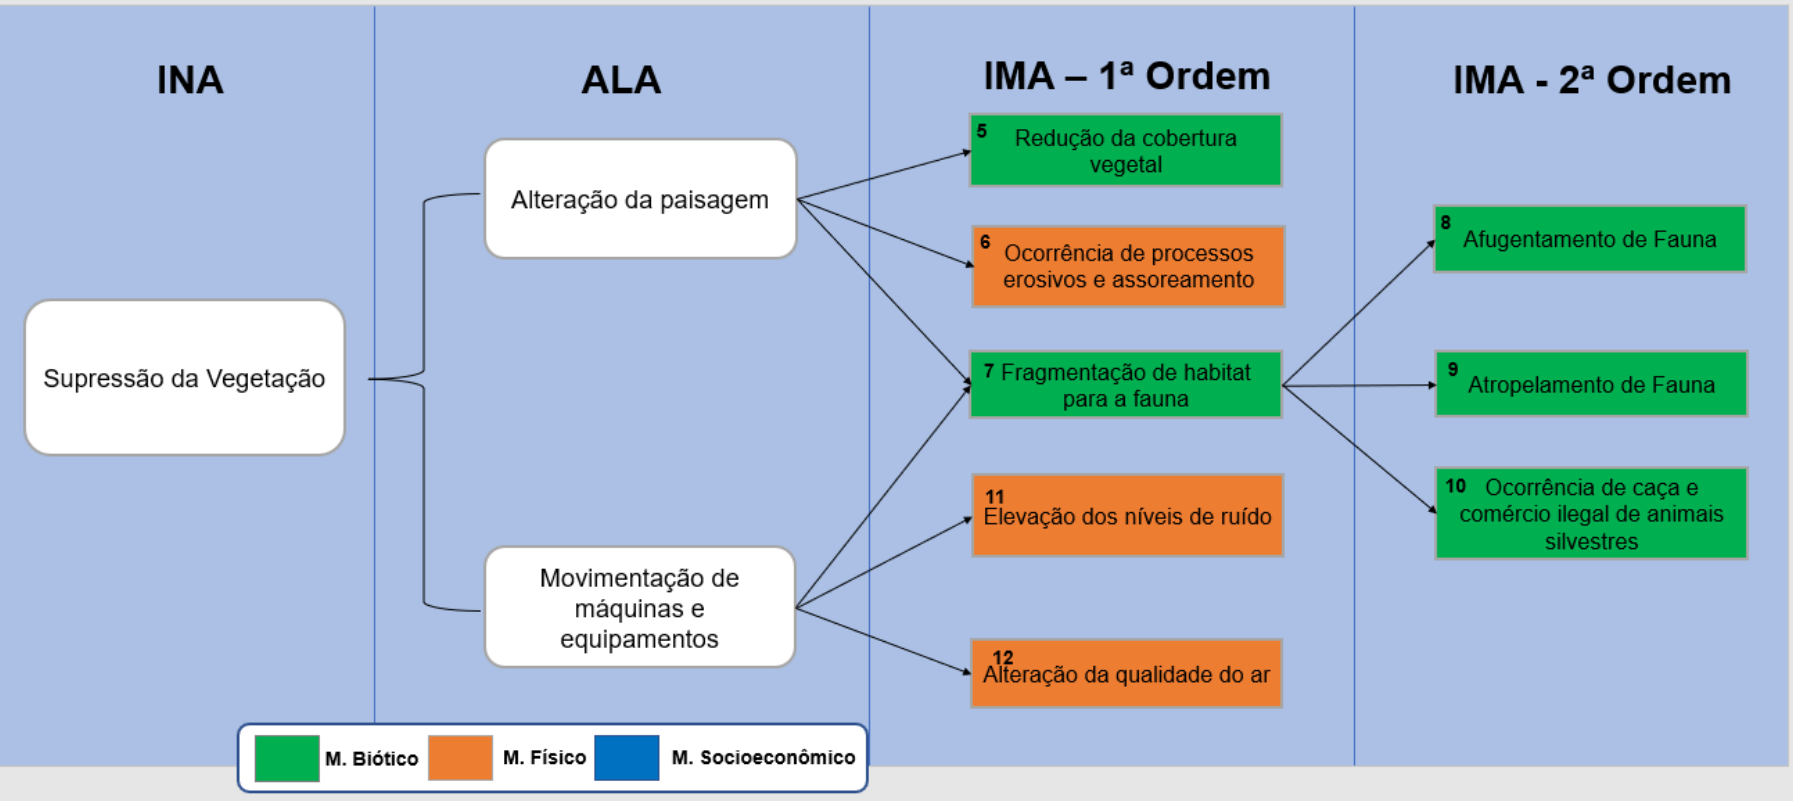 INA
ALA
IMA – 1ª Ordem
IMA - 2ª Ordem
Supressão da Vegetação
Alteração da paisagem
Movimentação de
máquinas e
equipamentos
5
Redução da cobertura
vegetal
6
Ocorrência de processos
erosivos e assoreamento
7 Fragmentação de habitat
para a fauna
11
Elevação dos níveis de ruído
12
Alteração da qualidade do ar
8
Afugentamento de Fauna
9
Atropelamento de Fauna
10 Ocorrência de caça e
comércio ilegal de animais
silvestres
M. Biótico
M. Físico
M. Socioeconômico